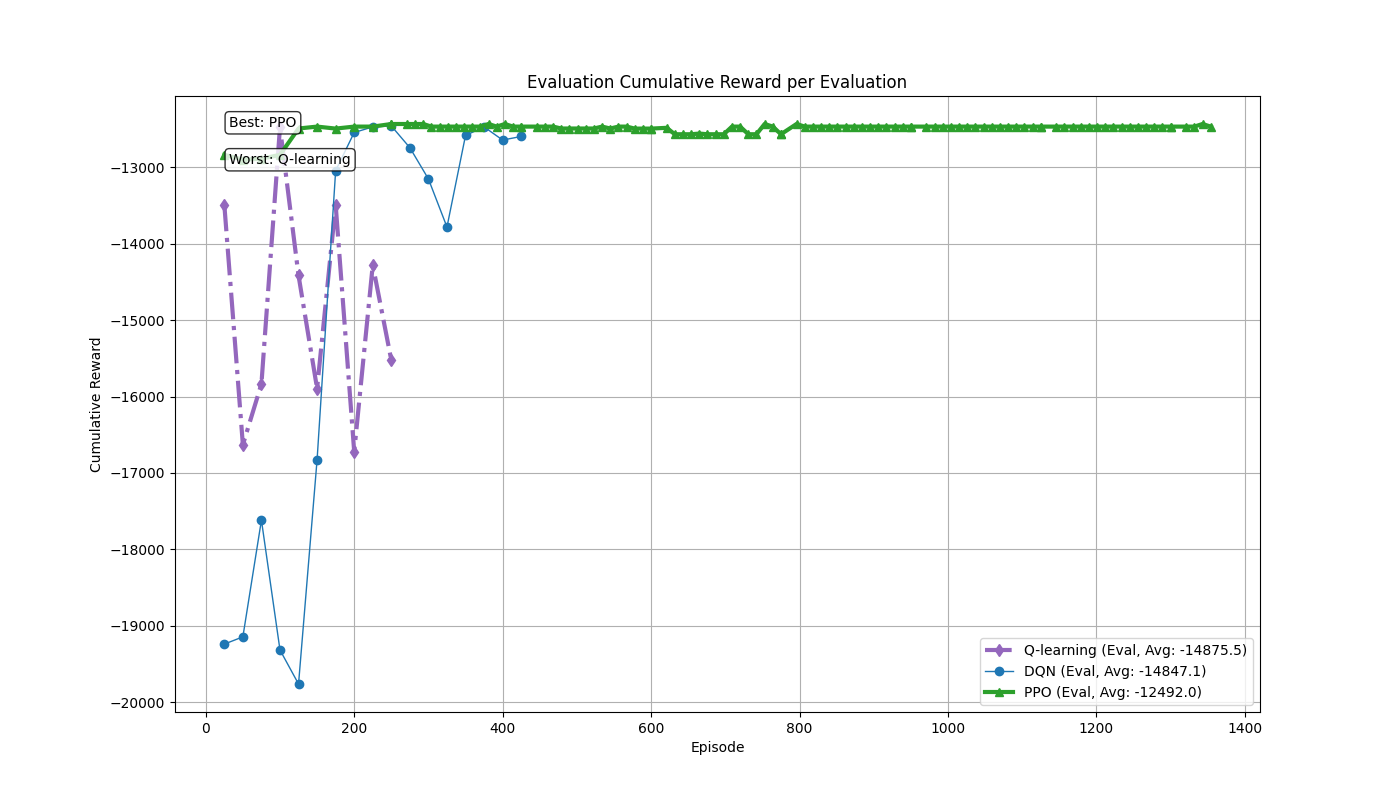 Evaluation Cumulative Reward per Evaluation
Best: PPO
Worst: Q-learning
Cumulative Reward
−13000
−14000
−15000
−16000
−17000
−18000
−19000
−20000
Q-learning (Eval, Avg: -14875.5)
DQN (Eval, Avg: -14847.1)
PPO (Eval, Avg: -12492.0)
0 200 400 600 800 1000 1200 1400
Episode